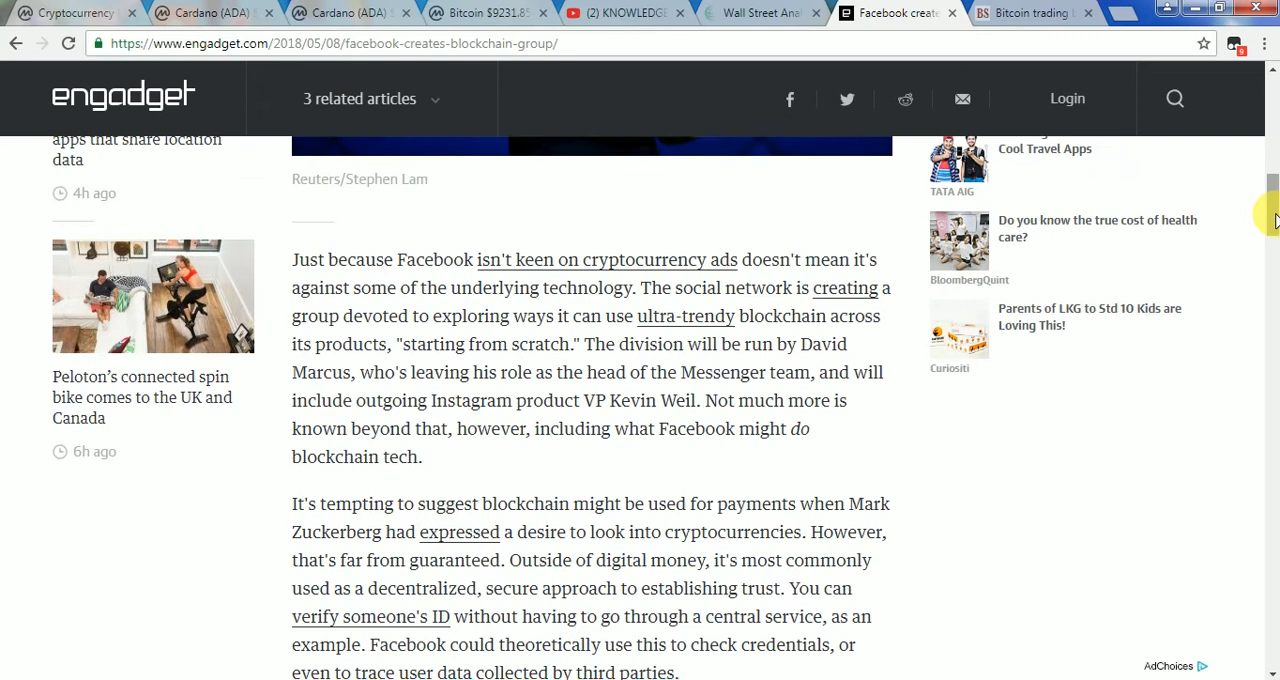 Cryptocurrency
Cardano (ADA) $
Cardano (ADA) $
Bitcoin $9231.85
(2) KNOWLEDGE
Wall Street Ana
Facebook create
Bitcoin trading
https://www.engadget.com/2018/05/08/facebook-creates-blockchain-group/
9
engadget
3 related articles
Login
apps that share location
data
4h ago
Peloton's connected spin
bike comes to the UK and
Canada
6h ago
Reuters/Stephen Lam
Just because Facebook isn't keen on cryptocurrency ads doesn't mean it's
against some of the underlying technology. The social network is creating a
group devoted to exploring ways it can use ultra-trendy blockchain across
its products, "starting from scratch." The division will be run by David
Marcus, who's leaving his role as the head of the Messenger team, and will
include outgoing Instagram product VP Kevin Weil. Not much more is
known beyond that, however, including what Facebook might do
blockchain tech.
It's tempting to suggest blockchain might be used for payments when Mark
Zuckerberg had expressed a desire to look into cryptocurrencies. However,
that's far from guaranteed. Outside of digital money, it's most commonly
used as a decentralized, secure approach to establishing trust. You can
verify someone's ID without having to go through a central service, as an
example. Facebook could theoretically use this to check credentials, or
even to trace user data collected by third parties.
Cool Travel Apps
TATA AIG
Do you know the true cost of health
care?
BloombergQuint
Parents of LKG to Std 10 Kids are
Loving This!
Curiositi
AdChoices